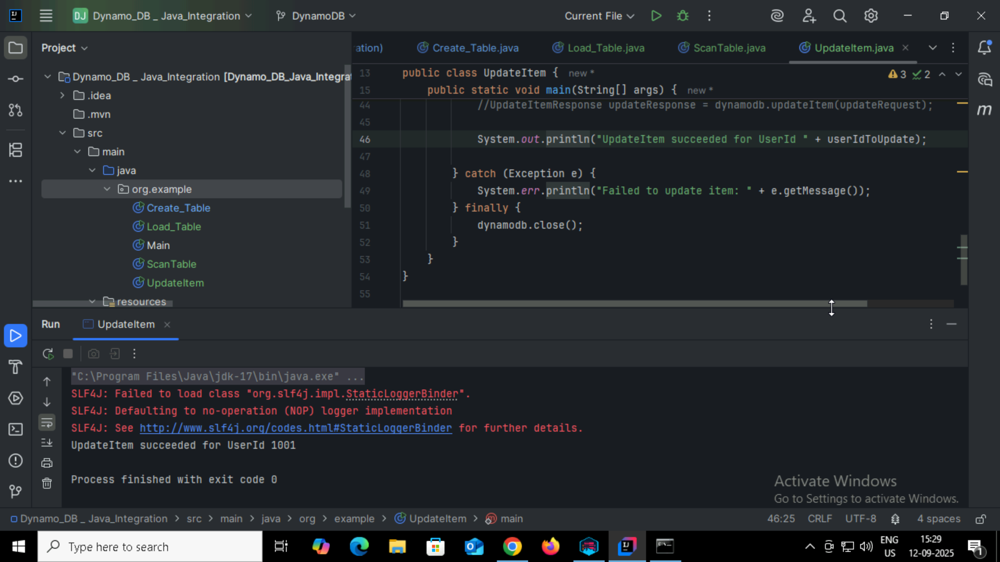 DJ Dynamo_DB _ Java_Integration
DynamoDB
Current File
Project
Dynamo_DB _ Java_Integration [Dynamo_DB_Java_Integra
.idea
.mvn
src
main
java
org.example
Create_Table
Load_Table
Main
ScanTable
UpdateItem
resources
ation)
Create_Table.java
Load_Table.java
ScanTable.java
UpdateItem.java
3
2
13 public class UpdateItem { new *
15 public static void main(String[] args) { new *
44 //UpdateItemResponse updateResponse = dynamodb.updateItem(updateRequest);
45
46 System.out.println("UpdateItem succeeded for UserId " + userIdToUpdate);
47
48 } catch (Exception e) {
49 System.err.println("Failed to update item: " + e.getMessage());
50 } finally {
51 dynamodb.close();
52 }
53 }
54 }
55
m
Run
UpdateItem
"C:\Program Files\Java\jdk-17\bin\java.exe" ...
SLF4J: Failed to load class "org.slf4j.impl.StaticLoggerBinder".
SLF4J: Defaulting to no-operation (NOP) logger implementation
SLF4J: See http://www.slf4j.org/codes.html#StaticLoggerBinder for further details.
UpdateItem succeeded for UserId 1001
Process finished with exit code 0
Activate Windows
Go to Settings to activate Windows.
Dynamo_DB _ Java_Integration > src > main > java > org > example > UpdateItem > main
46:25 CRLF UTF-8 4 spaces
Type here to search
ENG
US
15:29
12-09-2025
1